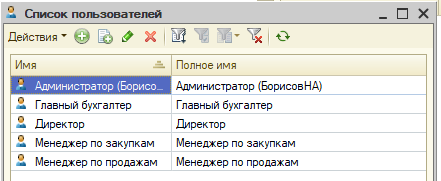 Список пользователей
Действия
Имя Полное имя
Администратор (Борисо... Администратор (БорисовНА)
Главный бухгалтер Главный бухгалтер
Директор Директор
Менеджер по закупкам Менеджер по закупкам
Менеджер по продажам Менеджер по продажам